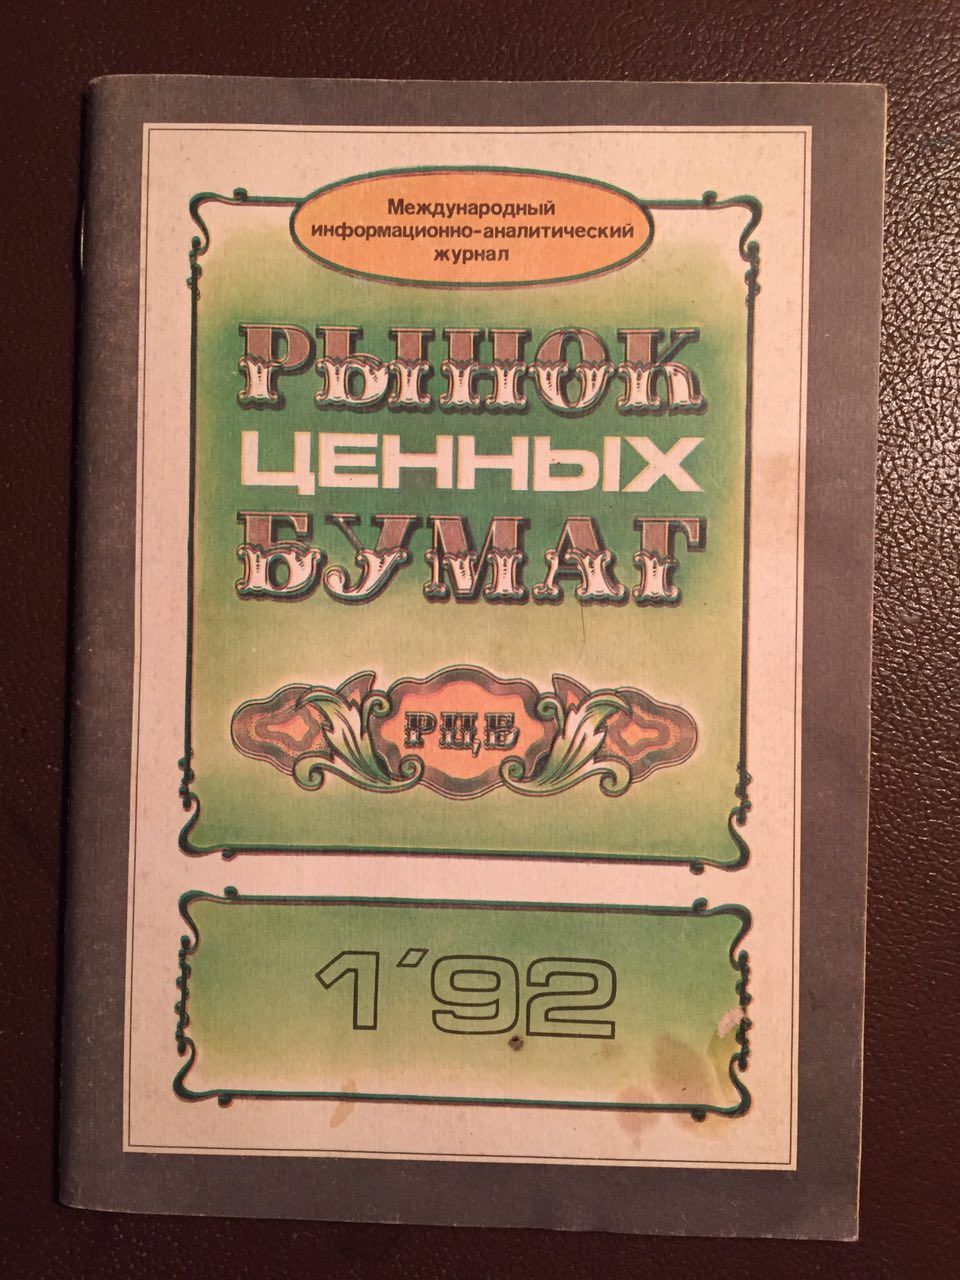 Международный
информационно-аналитический
журнал
РЫНОК
ЦЕННЫХ
БУМАГ
РЦБ
1'92